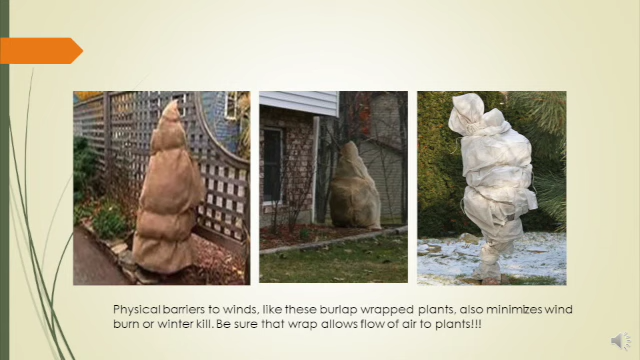 Physical barriers to winds, like these burlap wrapped plants, also minimizes wind
burn or winter kill. Be sure that wrap allows flow of air to plants!!!